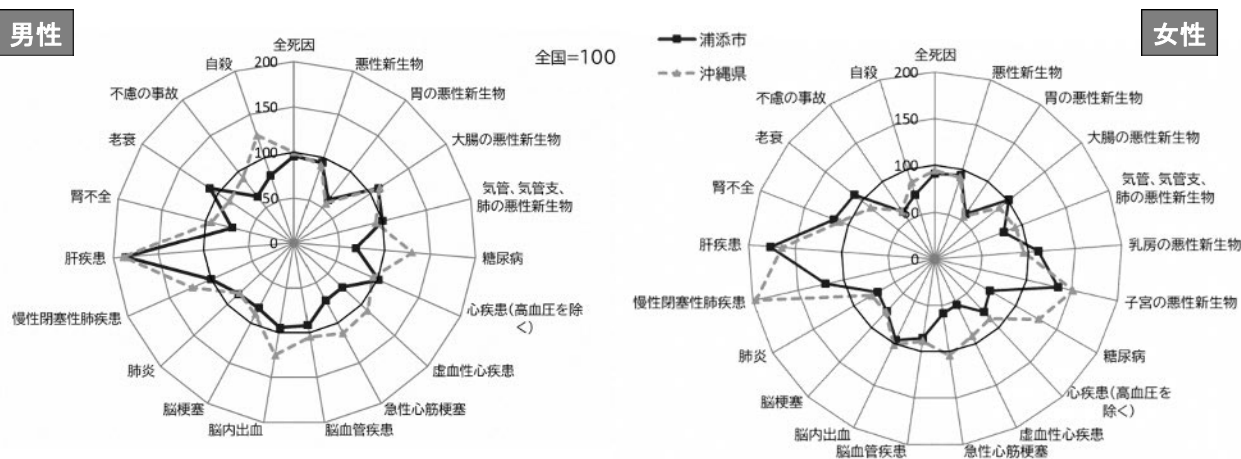 男性
全国=100
全死因
悪性新生物
胃の悪性新生物
大腸の悪性新生物
気管、気管支、
肺の悪性新生物
糖尿病
心疾患(高血圧を除
く)
虚血性心疾患
急性心筋梗塞
脳血管疾患
脳内出血
脳梗塞
肺炎
慢性閉塞性肺疾患
肝疾患
腎不全
老衰
不慮の事故
自殺
200
150
100
50
0
浦添市
沖縄県
女性
全死因
悪性新生物
胃の悪性新生物
大腸の悪性新生物
気管、気管支、
肺の悪性新生物
乳房の悪性新生物
子宮の悪性新生物
糖尿病
心疾患(高血圧を
除く)
虚血性心疾患
急性心筋梗塞
脳血管疾患
脳内出血
脳梗塞
肺炎
慢性閉塞性肺疾患
肝疾患
腎不全
老衰
不慮の事故
自殺
200
150
100
50
0